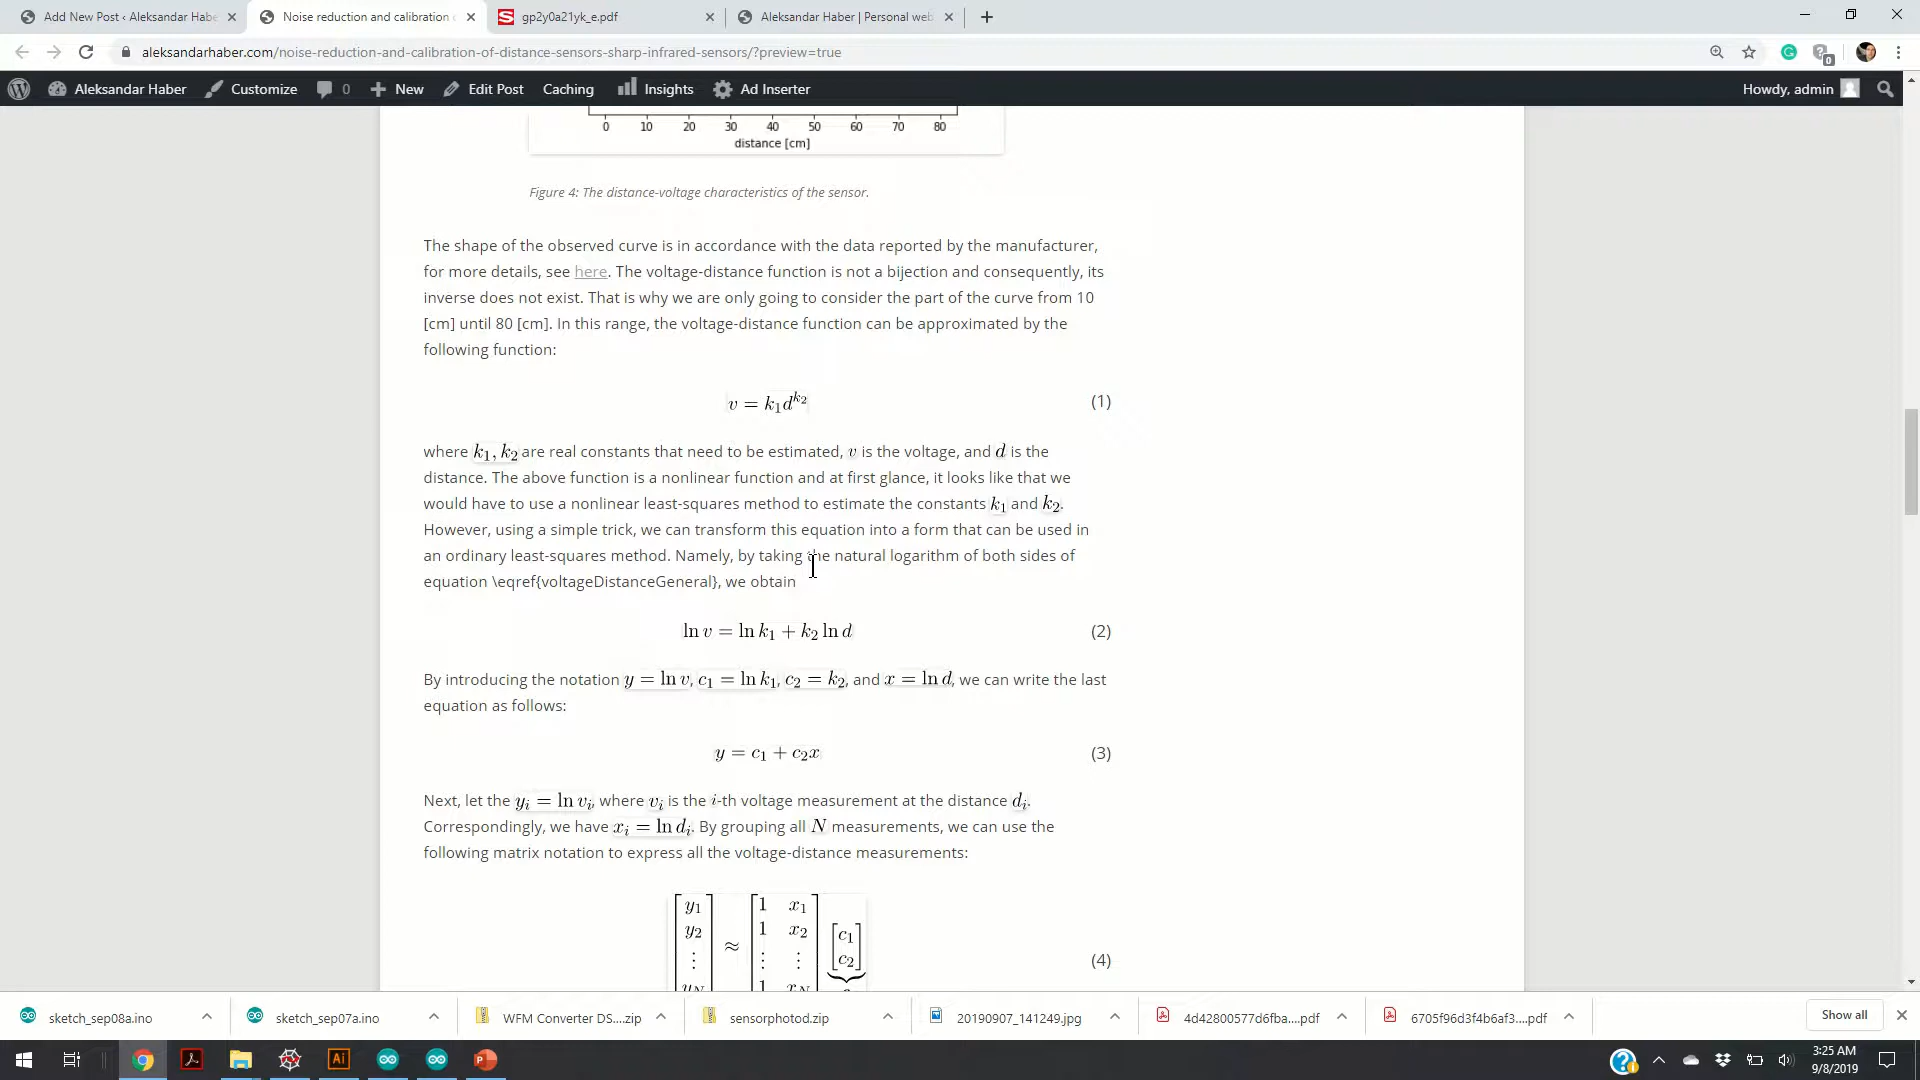 Add New Post ‹ Aleksandar Habe
Noise reduction and calibration
gp2y0a21yk_e.pdf
Aleksandar Haber | Personal web
aleksandarhaber.com/noise-reduction-and-calibration-of-distance-sensors-sharp-infrared-sensors/?preview=true
0
Aleksandar Haber
Customize
0
New
Edit Post
Caching
Insights
Ad Inserter
Howdy, admin
0 10 20 30 40 50 60 70 80
distance [cm]
Figure 4: The distance-voltage characteristics of the sensor.
The shape of the observed curve is in accordance with the data reported by the manufacturer,
for more details, see here. The voltage-distance function is not a bijection and consequently, its
inverse does not exist. That is why we are only going to consider the part of the curve from 10
[cm] until 80 [cm]. In this range, the voltage-distance function can be approximated by the
following function:
v = k₁d^k₂ (1)
where k₁, k₂ are real constants that need to be estimated, v is the voltage, and d is the
distance. The above function is a nonlinear function and at first glance, it looks like that we
would have to use a nonlinear least-squares method to estimate the constants k₁ and k₂.
However, using a simple trick, we can transform this equation into a form that can be used in
an ordinary least-squares method. Namely, by taking the natural logarithm of both sides of
equation \eqref{voltageDistanceGeneral}, we obtain
ln v = ln k₁ + k₂ ln d (2)
By introducing the notation y = ln v, c₁ = ln k₁, c₂ = k₂, and x = ln d, we can write the last
equation as follows:
y = c₁ + c₂x (3)
Next, let the yᵢ = ln vᵢ, where vᵢ is the i-th voltage measurement at the distance dᵢ.
Correspondingly, we have xᵢ = ln dᵢ. By grouping all N measurements, we can use the
following matrix notation to express all the voltage-distance measurements:
y₁ 1 x₁
y₂ 1 x₂ c₁
⋮ ≈ ⋮ ⋮ c₂ (4)
y_N 1 x_N
sketch_sep08a.ino
sketch_sep07a.ino
WFM Converter DS....zip
sensorphotod.zip
20190907_141249.jpg
4d42800577d6fba....pdf
6705f96d3f4b6af3....pdf
Show all
Ai
3:25 AM
9/8/2019